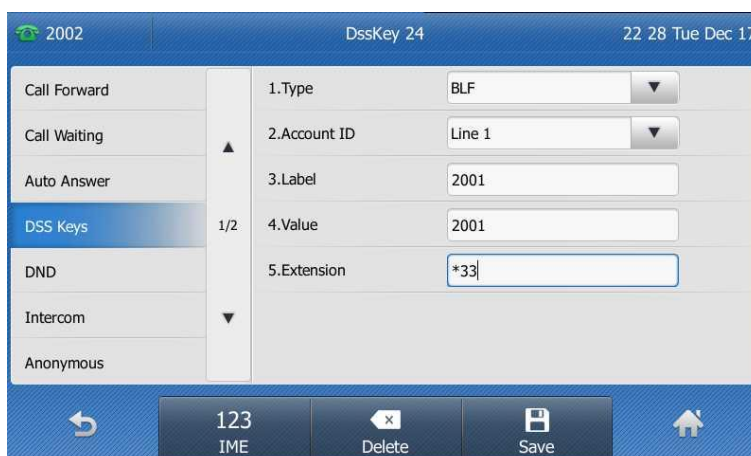 2002 DssKey 24 22 28 Tue Dec 17
Call Forward
Call Waiting
Auto Answer
DSS Keys
DND
Intercom
Anonymous
1/2
1.Type BLF
2.Account ID Line 1
3.Label 2001
4.Value 2001
5.Extension *33
123
IME Delete Save